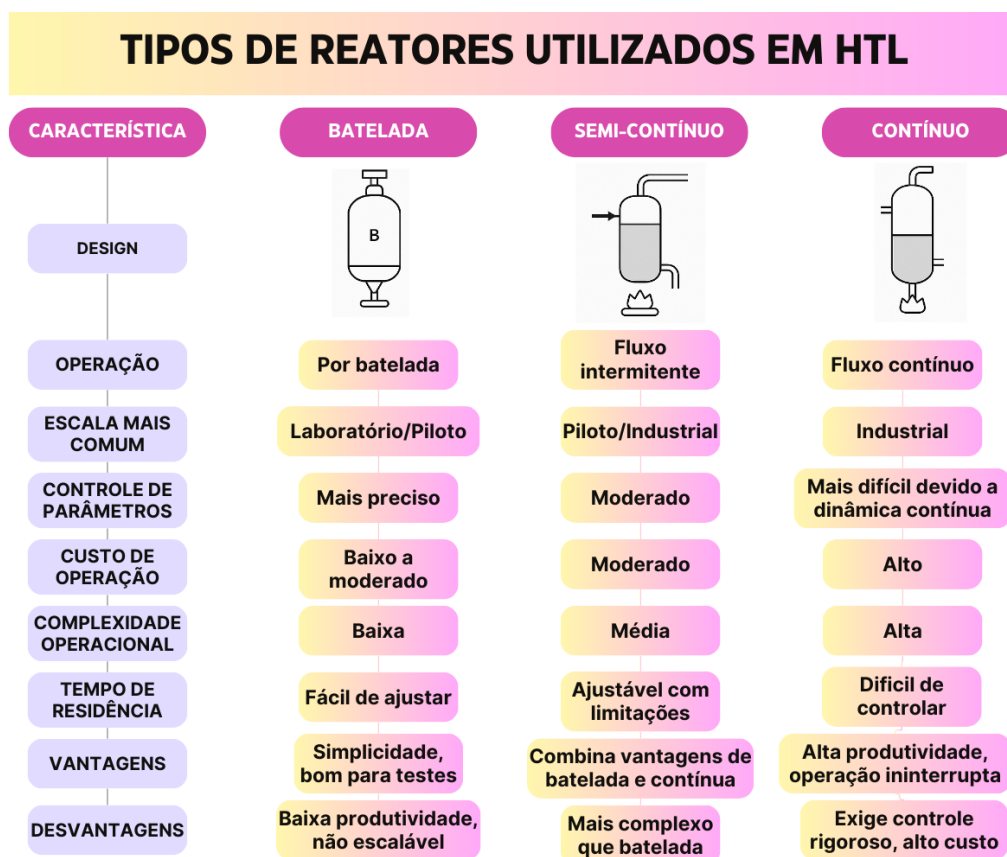 TIPOS DE REATORES UTILIZADOS EM HTL
CARACTERÍSTICA
BATELADA
SEMI-CONTÍNUO
CONTÍNUO
DESIGN
B
OPERAÇÃO
Por batelada
Fluxo
intermitente
Fluxo contínuo
ESCALA MAIS
COMUM
Laboratório/Piloto
Piloto/Industrial
Industrial
CONTROLE DE
PARÂMETROS
Mais preciso
Moderado
Mais difícil devido a
dinâmica contínua
CUSTO DE
OPERAÇÃO
Baixo a
moderado
Moderado
Alto
COMPLEXIDADE
OPERACIONAL
Baixa
Média
Alta
TEMPO DE
RESIDÊNCIA
Fácil de ajustar
Ajustável com
limitações
Dificil de
controlar
VANTAGENS
Simplicidade,
bom para testes
Combina vantagens de
batelada e contínua
Alta produtividade,
operação ininterrupta
DESVANTAGENS
Baixa produtividade,
não escalável
Mais complexo
que batelada
Exige controle
rigoroso, alto custo